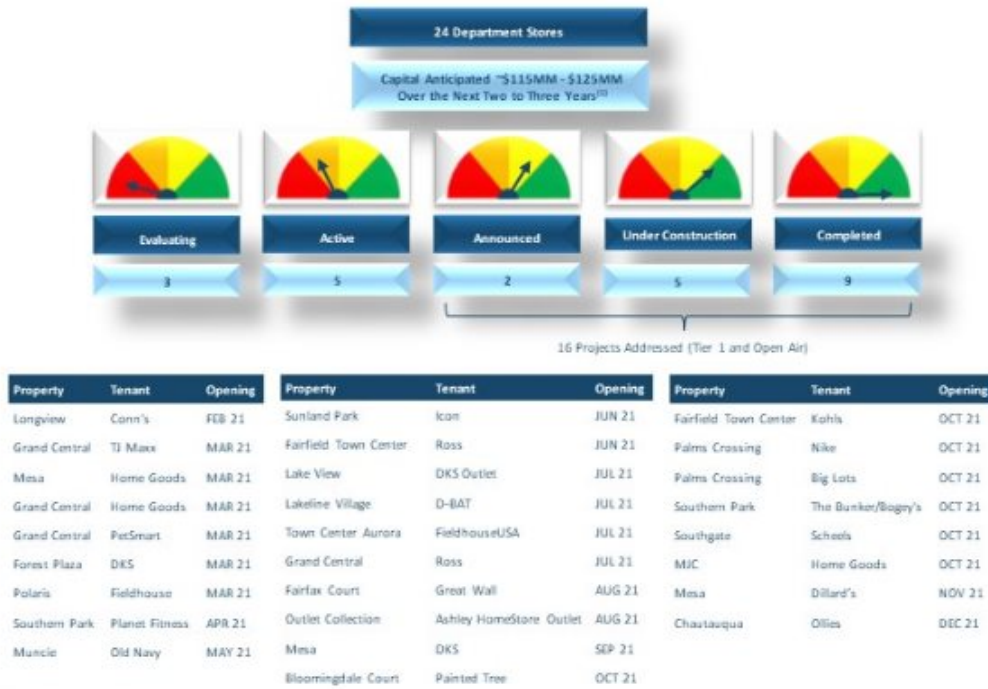 24 Department Stores
Capital Anticipated ~$115MM - $125MM
Over the Next Two to Three Years(1)
Evaluating
Active
Announced
Under Construction
Completed
3
5
2
5
9
16 Projects Addressed (Tier 1 and Open Air)
Property Tenant Opening
Longview Conn's FEB 21
Grand Central TJ Maxx MAR 21
Mesa Home Goods MAR 21
Grand Central Home Goods MAR 21
Grand Central PetSmart MAR 21
Forest Plaza DKS MAR 21
Polaris Fieldhouse MAR 21
Southern Park Planet Fitness APR 21
Muncie Old Navy MAY 21
Property Tenant Opening
Sunland Park Icon JUN 21
Fairfield Town Center Ross JUN 21
Lake View DKS Outlet JUL 21
Lakeline Village D-BAT JUL 21
Town Center Aurora FieldhouseUSA JUL 21
Grand Central Ross JUL 21
Fairfax Court Great Wall AUG 21
Outlet Collection Ashley HomeStore Outlet AUG 21
Mesa DKS SEP 21
Bloomingdale Court Painted Tree OCT 21
Property Tenant Opening
Fairfield Town Center Kohls OCT 21
Palms Crossing Nike OCT 21
Palms Crossing Big Lots OCT 21
Southern Park The Bunker/Bogey's OCT 21
Southgate Scheels OCT 21
MJC Home Goods OCT 21
Mesa Dillard's NOV 21
Chautauqua Ollies DEC 21